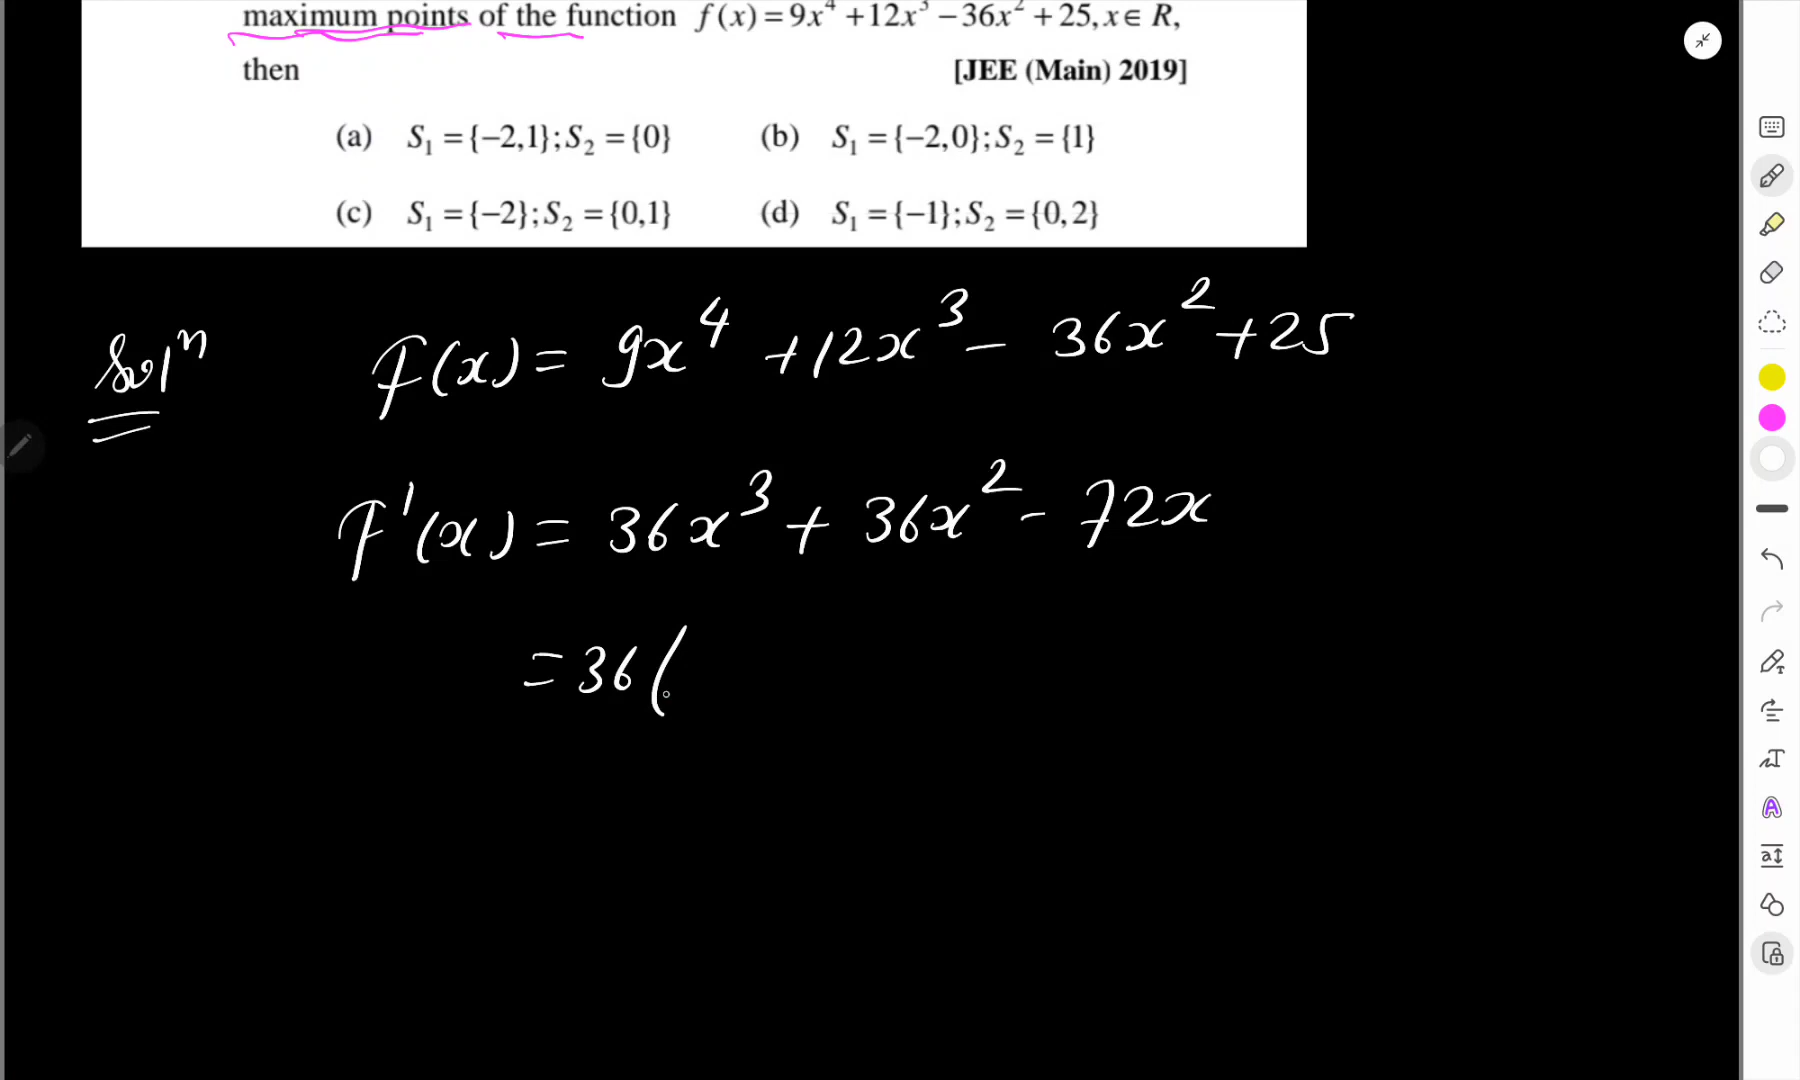 maximum points of the function f(x) = 9x⁴ + 12x³ − 36x² + 25, x ∈ R,
then [JEE (Main) 2019]
(a) S₁ = {−2,1}; S₂ = {0} (b) S₁ = {−2,0}; S₂ = {1}
(c) S₁ = {−2}; S₂ = {0,1} (d) S₁ = {−1}; S₂ = {0,2}
Solⁿ f(x) = 9x⁴ + 12x³ − 36x² + 25
f'(x) = 36x³ + 36x² − 72x
= 36(